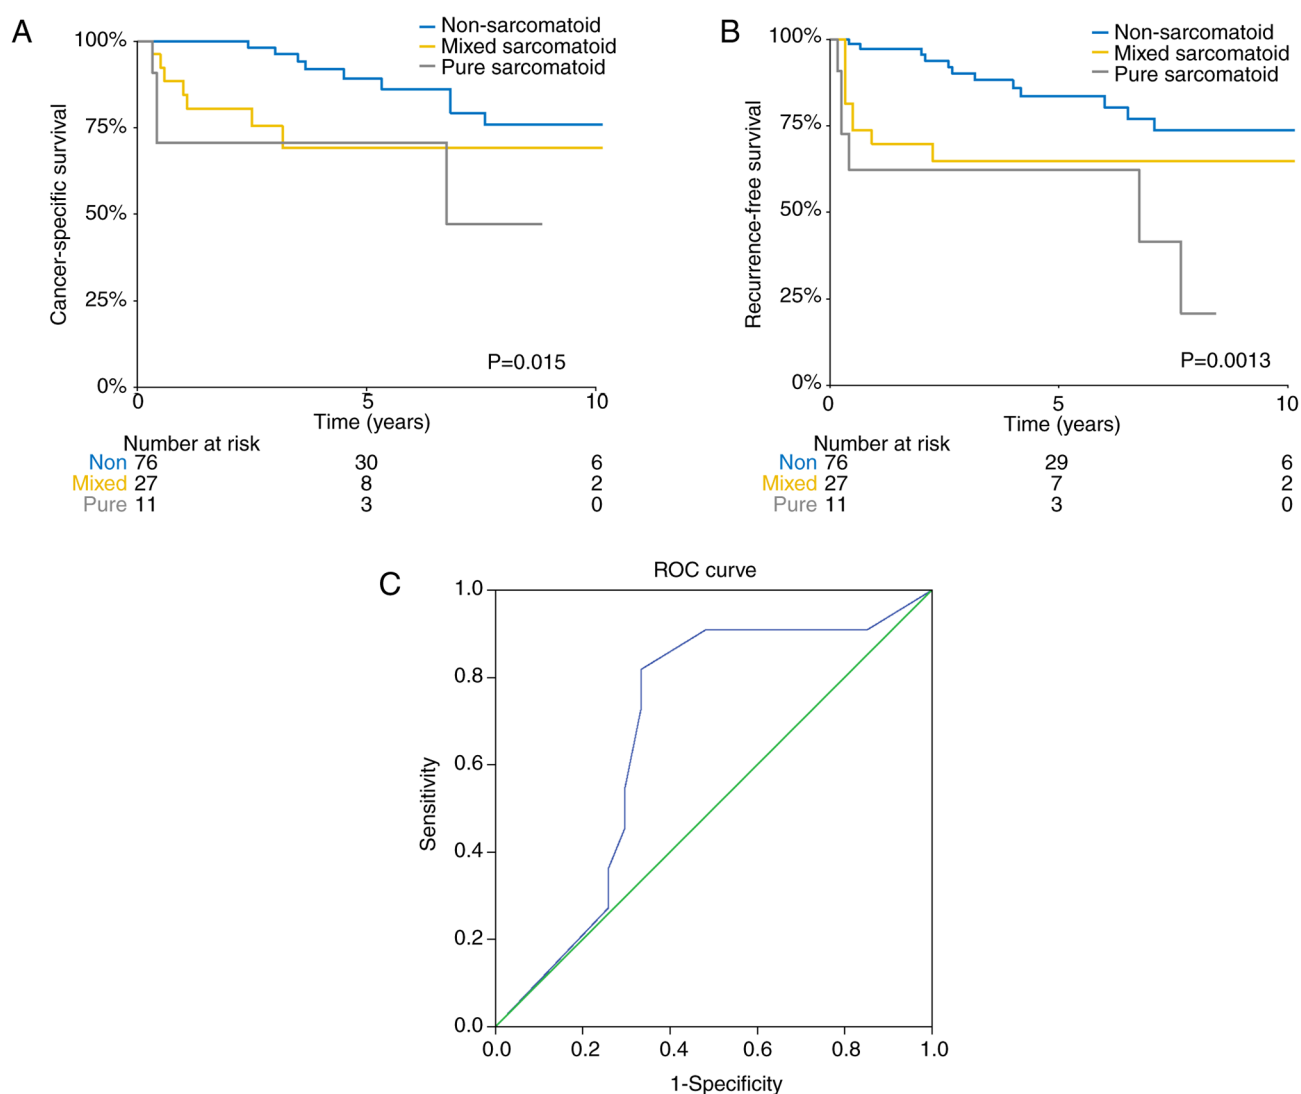 A
Non-sarcomatoid
Mixed sarcomatoid
Pure sarcomatoid
100%
75%
50%
25%
0%
Cancer-specific survival
P=0.015
0 5 10
Time (years)
Number at risk
Non 76 30 6
Mixed 27 8 2
Pure 11 3 0
B
Non-sarcomatoid
Mixed sarcomatoid
Pure sarcomatoid
100%
75%
50%
25%
0%
Recurrence-free survival
P=0.0013
0 5 10
Time (years)
Number at risk
Non 76 29 6
Mixed 27 7 2
Pure 11 3 0
C
ROC curve
1.0
0.8
0.6
0.4
0.2
0.0
Sensitivity
0.0 0.2 0.4 0.6 0.8 1.0
1-Specificity